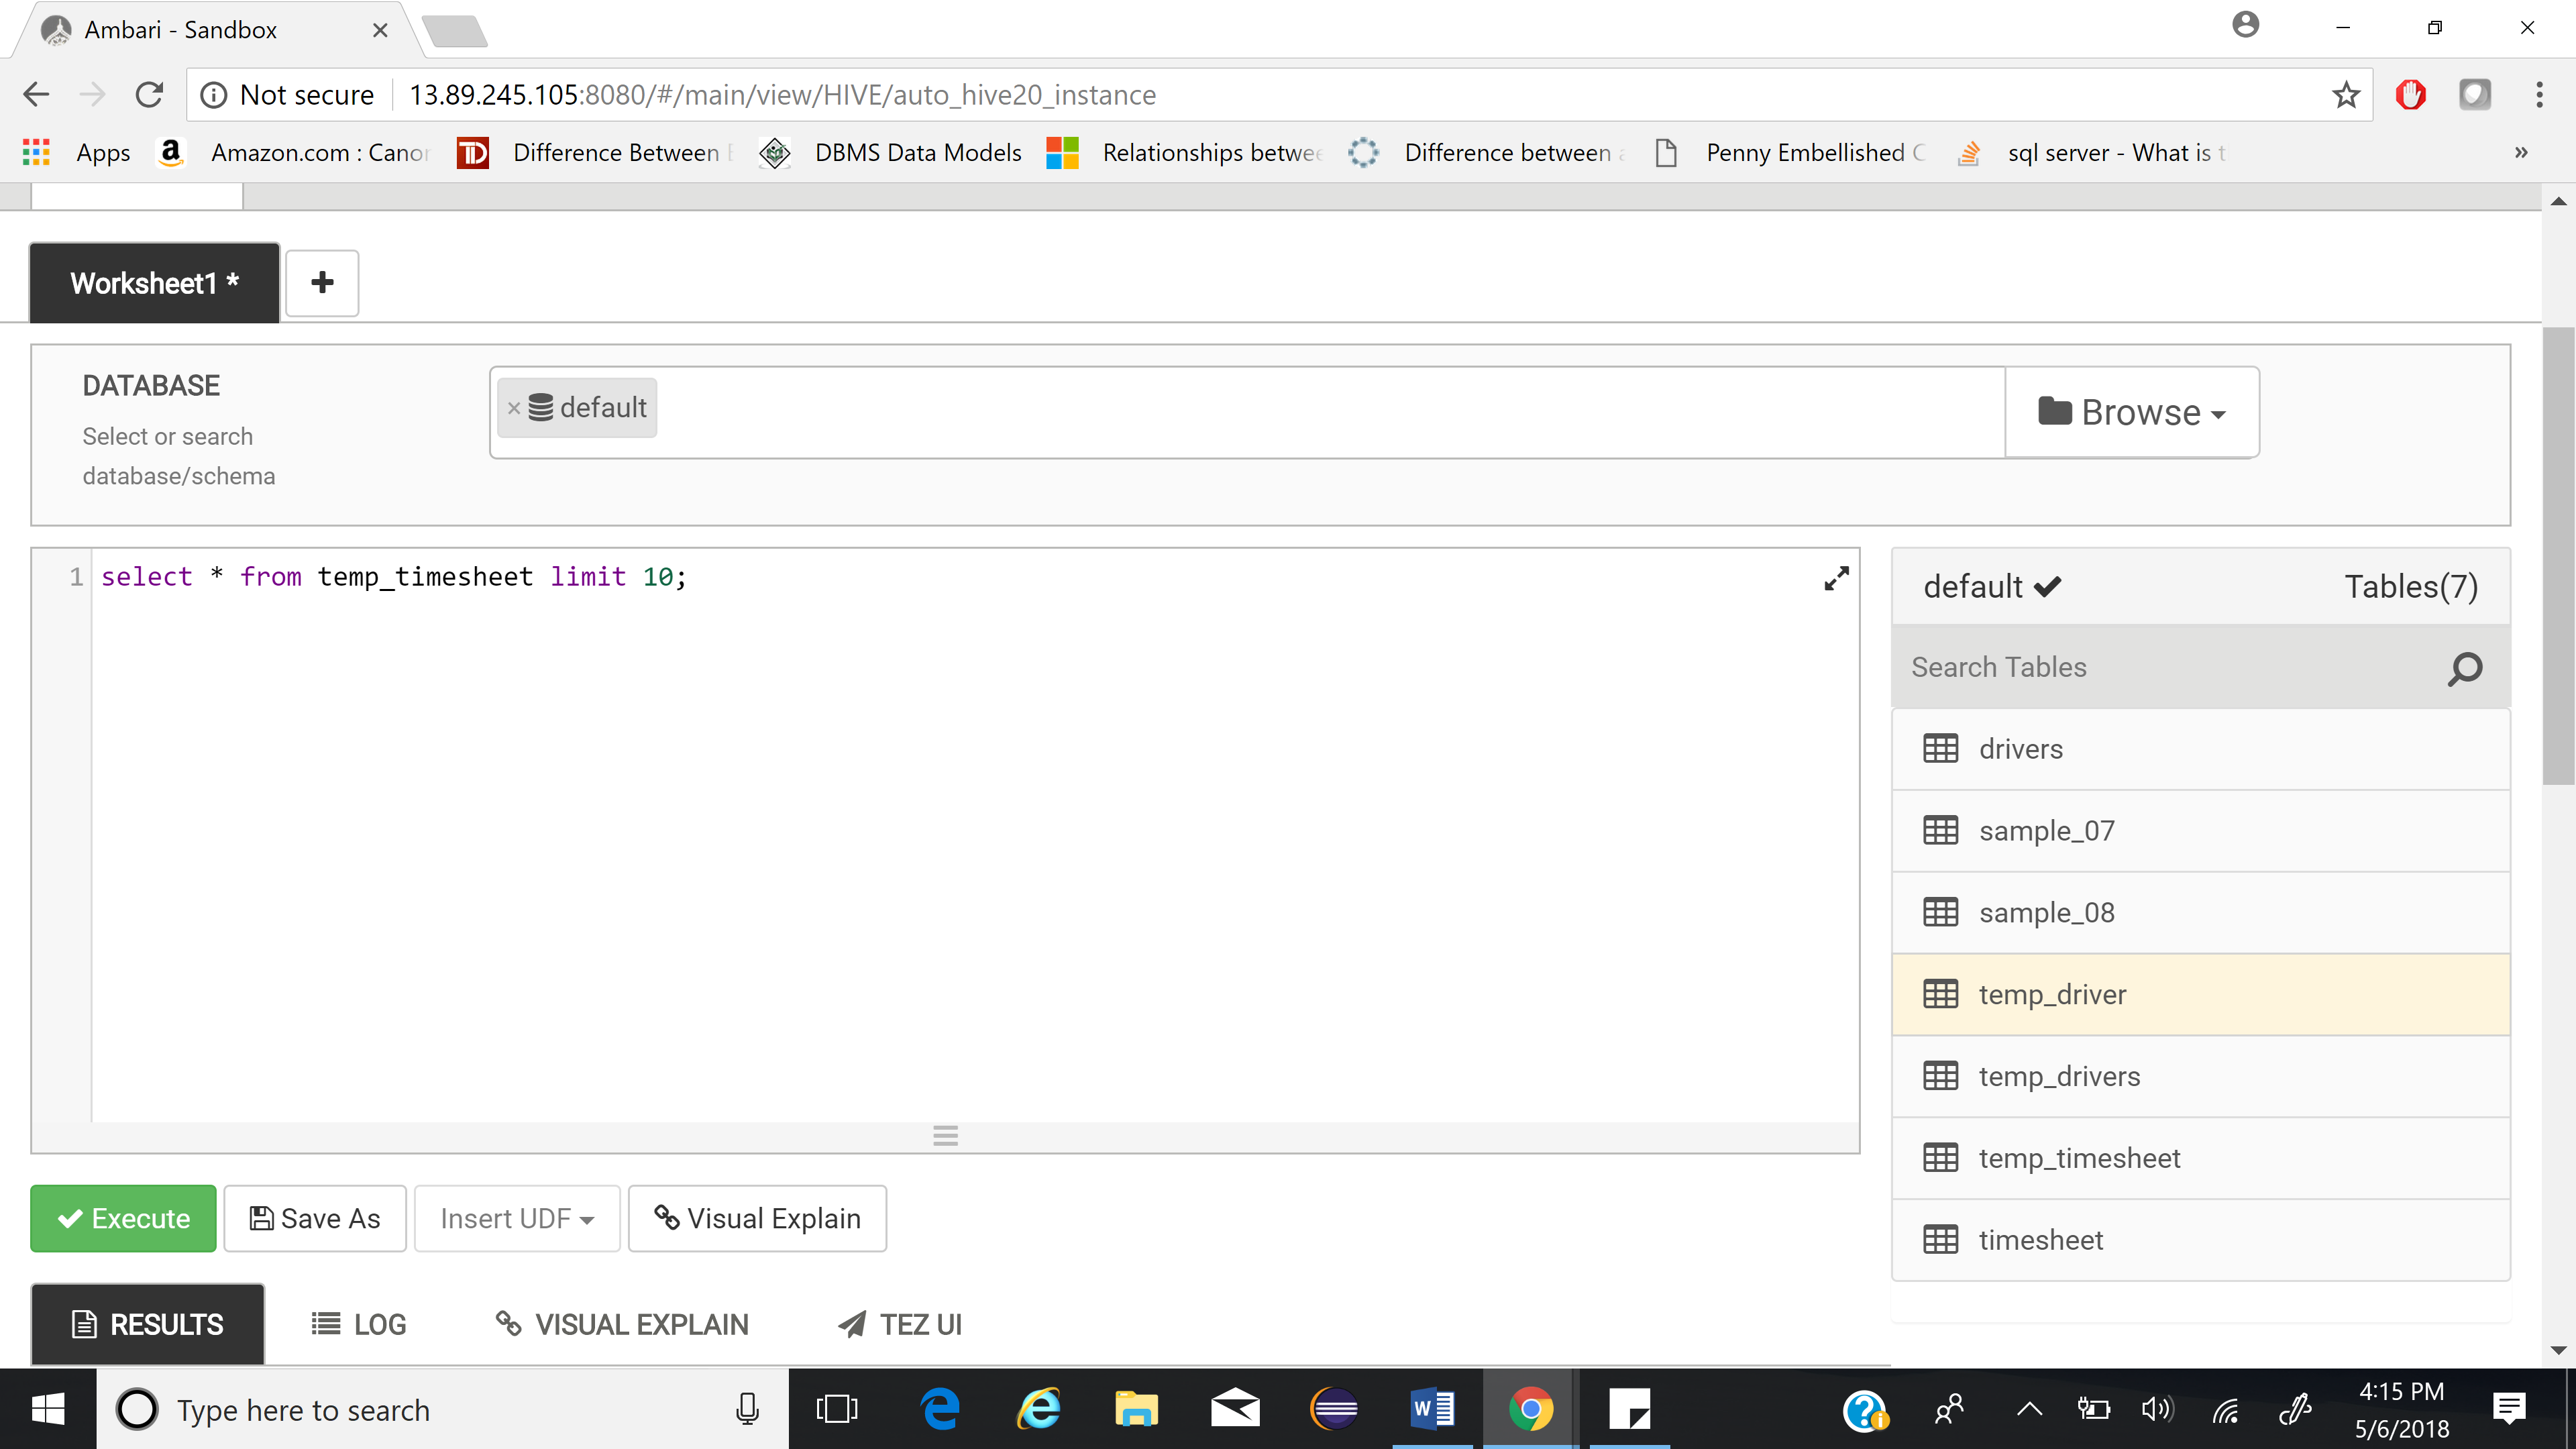 Ambari - Sandbox
Not secure 13.89.245.105:8080/#/main/view/HIVE/auto_hive20_instance
Apps Amazon.com : Canon Difference Between DBMS Data Models Relationships betwee Difference between Penny Embellished sql server - What is t »
Worksheet1 *
DATABASE
Select or search
database/schema
default
Browse
1 select * from temp_timesheet limit 10;
default Tables(7)
Search Tables
drivers
sample_07
sample_08
temp_driver
temp_drivers
temp_timesheet
timesheet
Execute Save As Insert UDF Visual Explain
RESULTS LOG VISUAL EXPLAIN TEZ UI
Type here to search
4:15 PM
5/6/2018